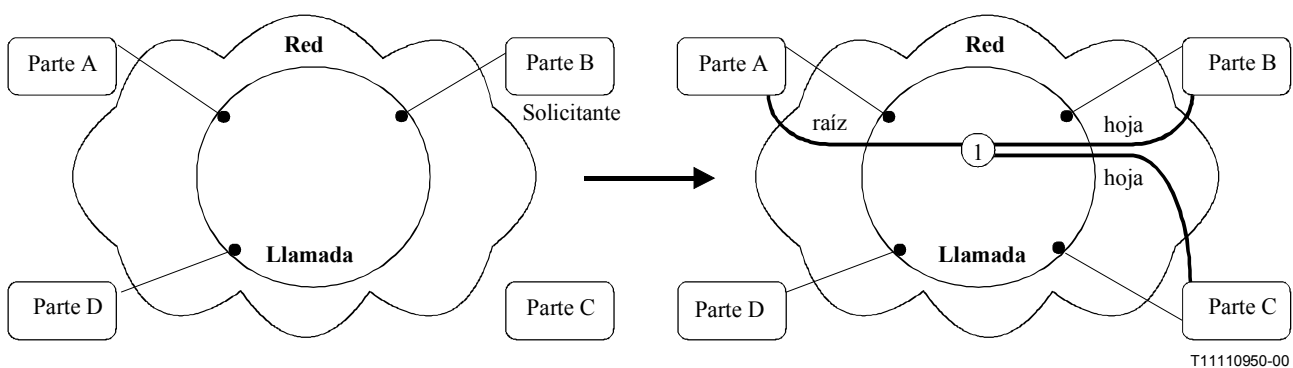 Red
Parte A
Parte B
Solicitante
Llamada
Parte D
Parte C
Red
Parte A
Parte B
raíz
hoja
1
hoja
Llamada
Parte D
Parte C
T11110950-00